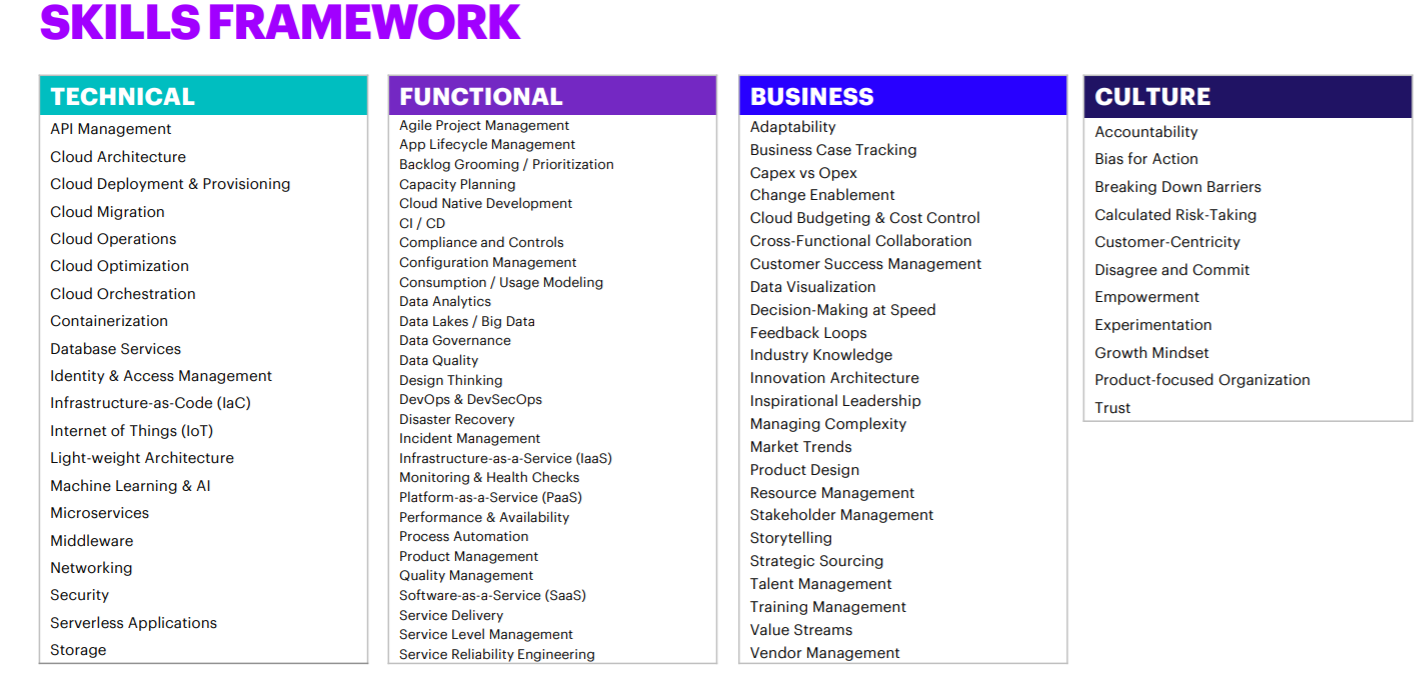 SKILLS FRAMEWORK
TECHNICAL
API Management
Cloud Architecture
Cloud Deployment & Provisioning
Cloud Migration
Cloud Operations
Cloud Optimization
Cloud Orchestration
Containerization
Database Services
Identity & Access Management
Infrastructure-as-Code (IaC)
Internet of Things (IoT)
Light-weight Architecture
Machine Learning & AI
Microservices
Middleware
Networking
Security
Serverless Applications
Storage
FUNCTIONAL
Agile Project Management
App Lifecycle Management
Backlog Grooming / Prioritization
Capacity Planning
Cloud Native Development
CI / CD
Compliance and Controls
Configuration Management
Consumption / Usage Modeling
Data Analytics
Data Lakes / Big Data
Data Governance
Data Quality
Design Thinking
DevOps & DevSecOps
Disaster Recovery
Incident Management
Infrastructure-as-a-Service (IaaS)
Monitoring & Health Checks
Platform-as-a-Service (PaaS)
Performance & Availability
Process Automation
Product Management
Quality Management
Software-as-a-Service (SaaS)
Service Delivery
Service Level Management
Service Reliability Engineering
BUSINESS
Adaptability
Business Case Tracking
Capex vs Opex
Change Enablement
Cloud Budgeting & Cost Control
Cross-Functional Collaboration
Customer Success Management
Data Visualization
Decision-Making at Speed
Feedback Loops
Industry Knowledge
Innovation Architecture
Inspirational Leadership
Managing Complexity
Market Trends
Product Design
Resource Management
Stakeholder Management
Storytelling
Strategic Sourcing
Talent Management
Training Management
Value Streams
Vendor Management
CULTURE
Accountability
Bias for Action
Breaking Down Barriers
Calculated Risk-Taking
Customer-Centricity
Disagree and Commit
Empowerment
Experimentation
Growth Mindset
Product-focused Organization
Trust